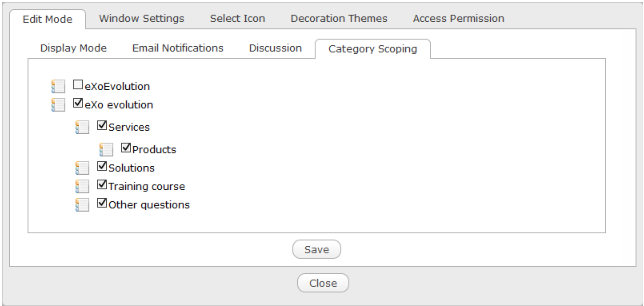 Edit Mode Window Settings Select Icon Decoration Themes Access Permission
Display Mode Email Notifications Discussion Category Scoping
eXoEvolution
eXo evolution
Services
Products
Solutions
Training course
Other questions
Save
Close